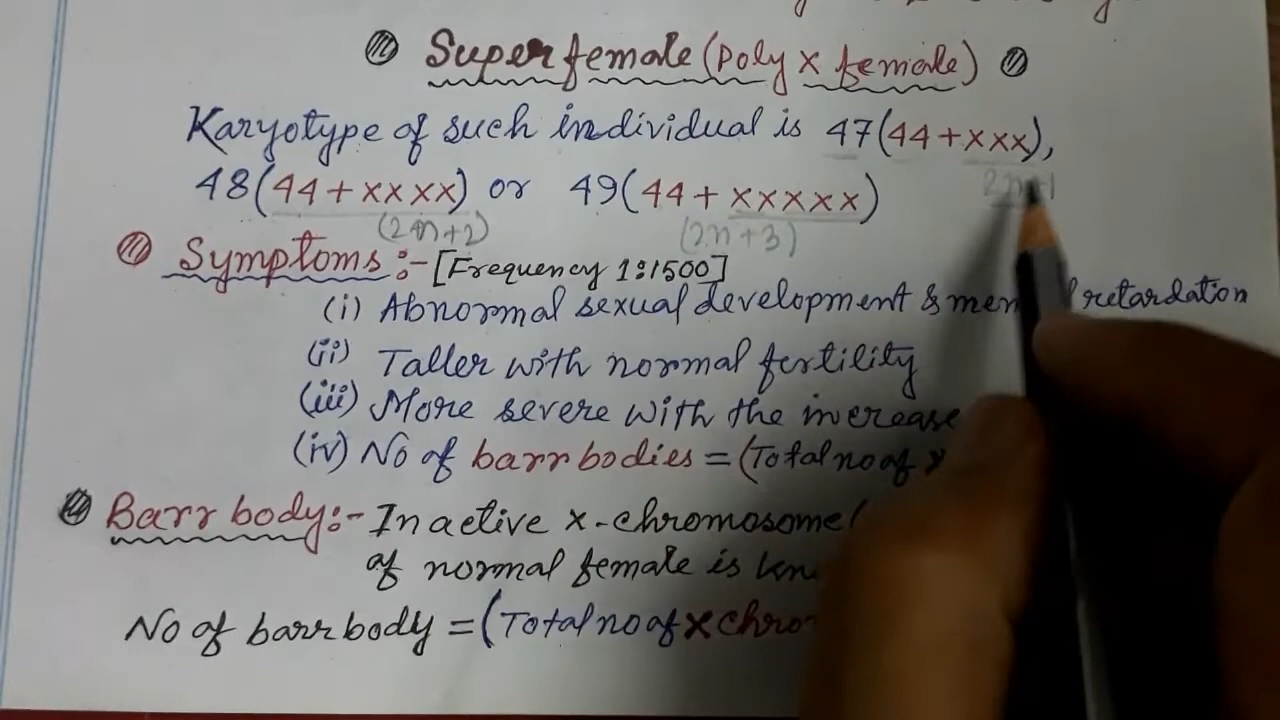 Super female (Poly x female)
Karyotype of such individual is 47(44+xxx),
48(44+xxxx) or 49(44+xxxxx)
(2n+2) (2n+3)
Symptoms :- [Frequency 1:1500]
(i) Abnormal sexual development & retardation
(ii) Taller with normal fertility
(iii) More severe with the increase
(iv) No of barr bodies = (Total no of
Barr body :- Inactive x-chromosome(
of normal female is
No of barr body = (Total no of X chro